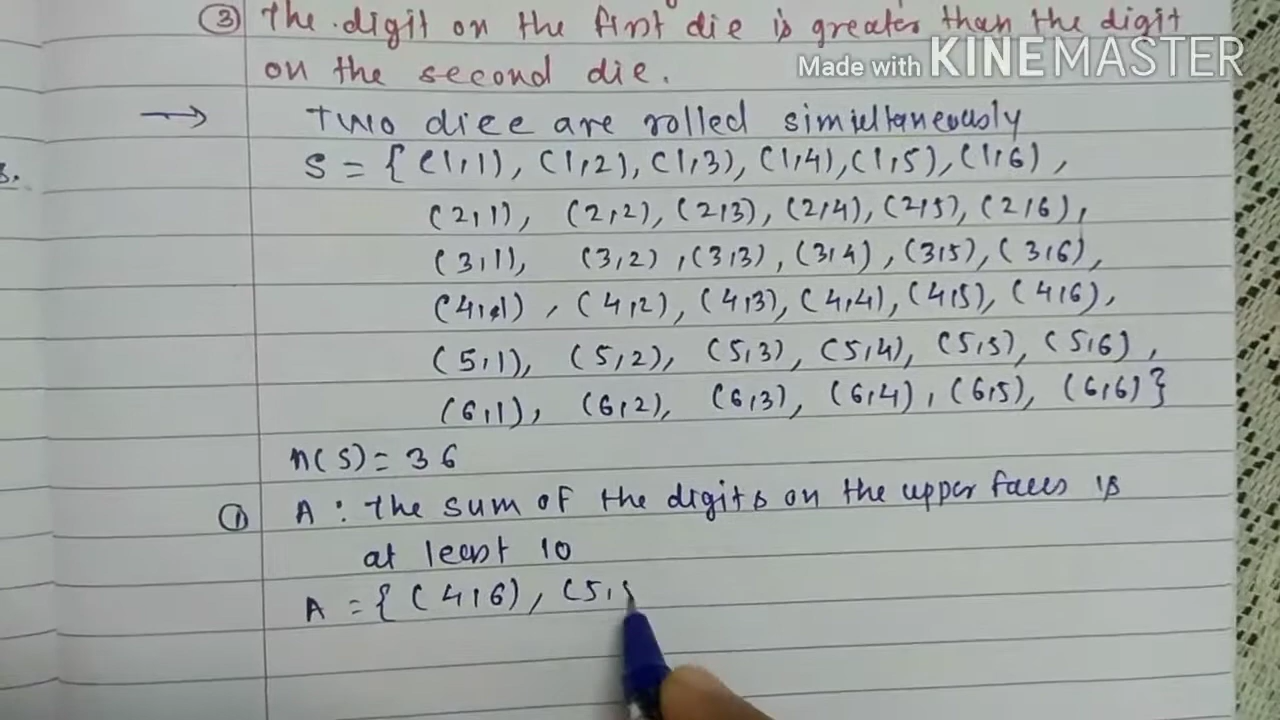 ③ The digit on the first die is greater than the digit
on the second die.
Made with KINEMASTER
→ Two dice are rolled simultaneously
S = { (1,1), (1,2), (1,3), (1,4), (1,5), (1,6),
(2,1), (2,2), (2,3), (2,4), (2,5), (2,6),
(3,1), (3,2), (3,3), (3,4), (3,5), (3,6),
(4,1), (4,2), (4,3), (4,4), (4,5), (4,6),
(5,1), (5,2), (5,3), (5,4), (5,5), (5,6),
(6,1), (6,2), (6,3), (6,4), (6,5), (6,6) }
n(S) = 36
① A : The sum of the digits on the upper faces is
at least 10
A = { (4,6), (5,5